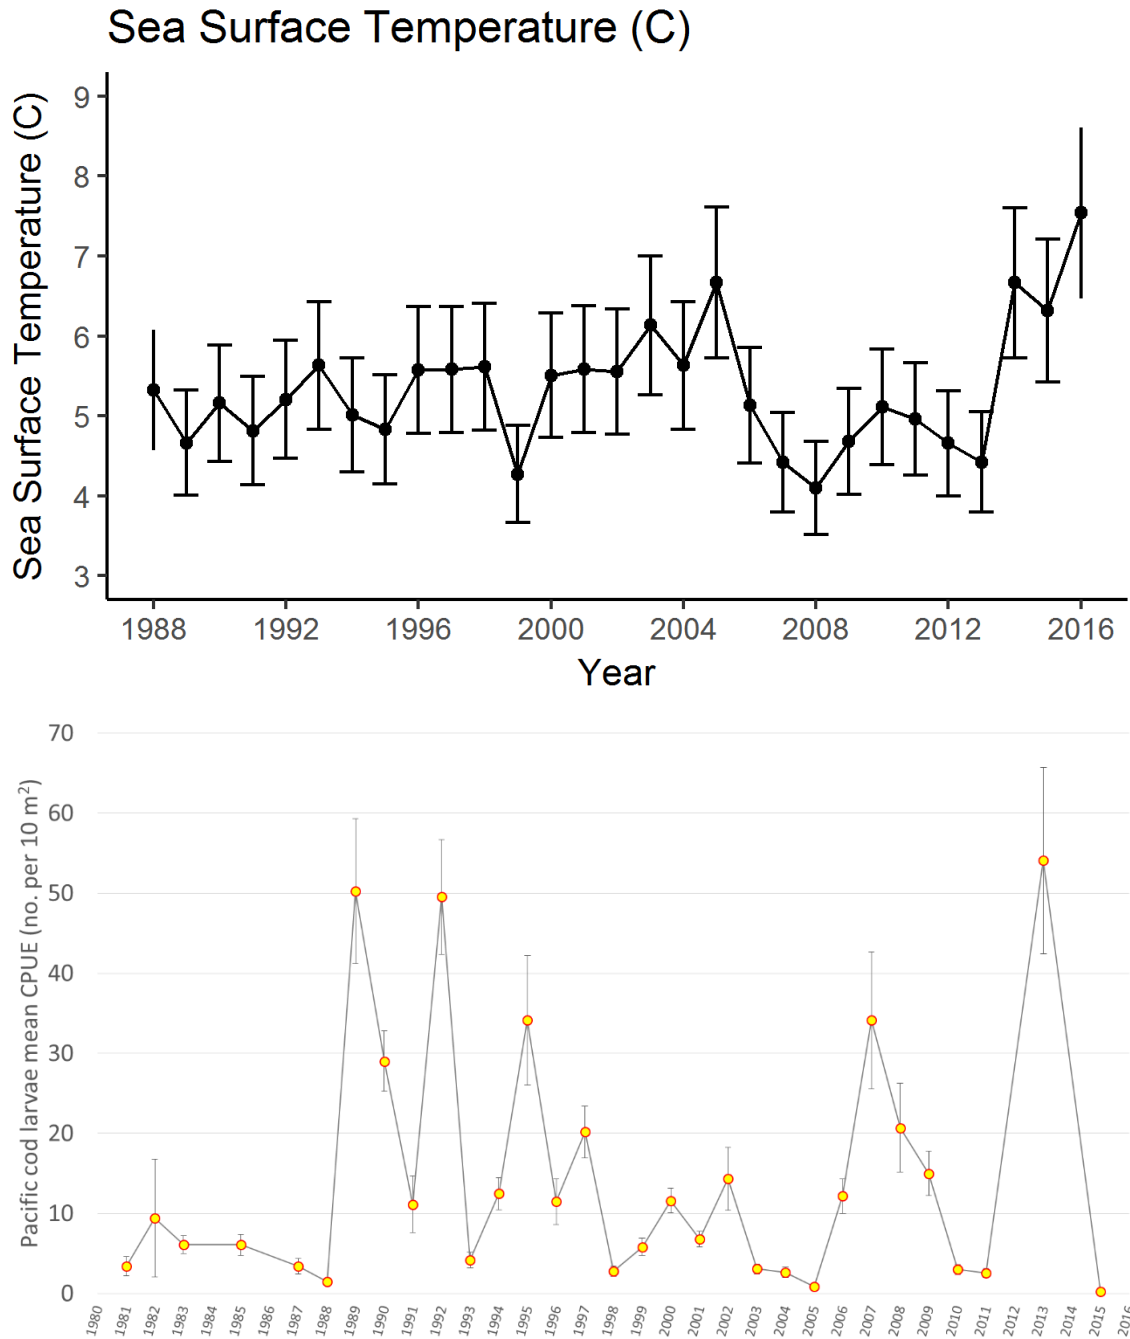 Sea Surface Temperature (C)
Sea Surface Temperature (C)
9
8
7
6
5
4
3
1988 1992 1996 2000 2004 2008 2012 2016
Year
Pacific cod larvae mean CPUE (no. per 10 m²)
70
60
50
40
30
20
10
0
1980 1981 1982 1983 1984 1985 1986 1987 1988 1989 1990 1991 1992 1993 1994 1995 1996 1997 1998 1999 2000 2001 2002 2003 2004 2005 2006 2007 2008 2009 2010 2011 2012 2013 2014 2015 2016